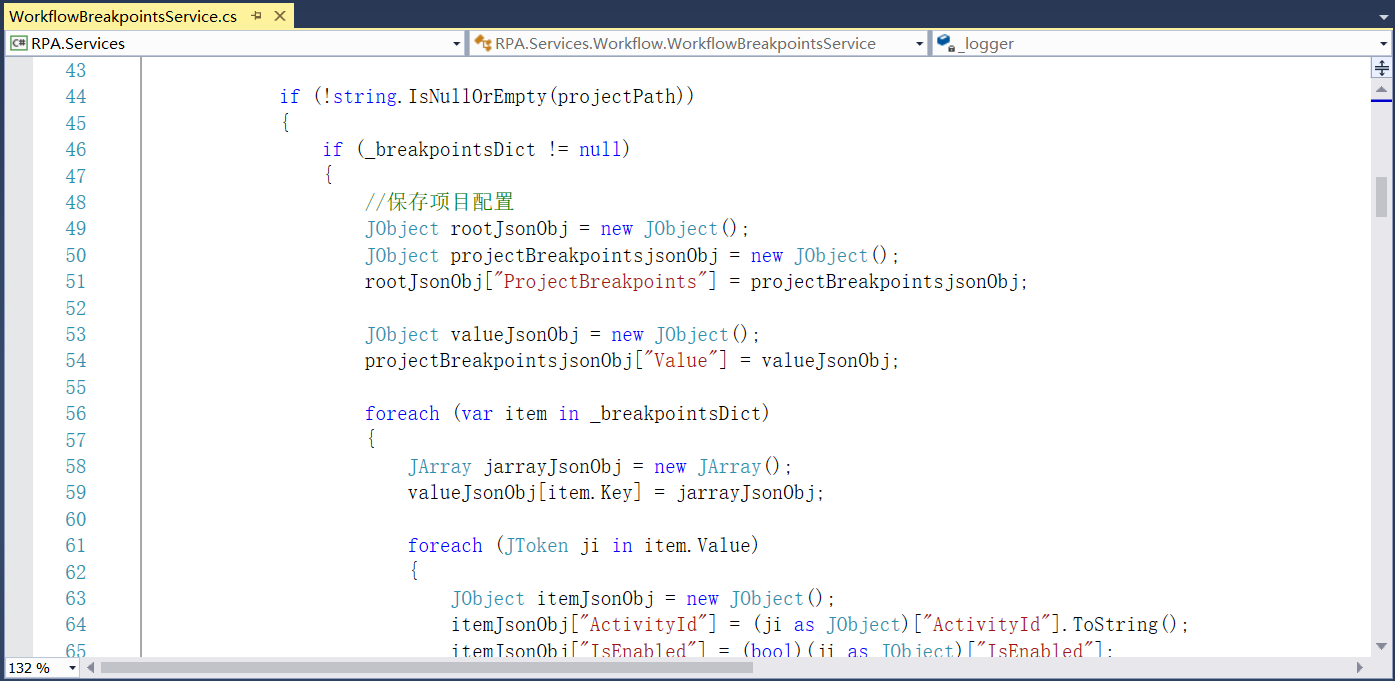 WorkflowBreakpointsService.cs
RPA.Services
RPA.Services.Workflow.WorkflowBreakpointsService
_logger
43
44 if (!string.IsNullOrEmpty(projectPath))
45 {
46 if (_breakpointsDict != null)
47 {
48 //保存项目配置
49 JObject rootJsonObj = new JObject();
50 JObject projectBreakpointsjsonObj = new JObject();
51 rootJsonObj["ProjectBreakpoints"] = projectBreakpointsjsonObj;
52
53 JObject valueJsonObj = new JObject();
54 projectBreakpointsjsonObj["Value"] = valueJsonObj;
55
56 foreach (var item in _breakpointsDict)
57 {
58 JArray jarrayJsonObj = new JArray();
59 valueJsonObj[item.Key] = jarrayJsonObj;
60
61 foreach (JToken ji in item.Value)
62 {
63 JObject itemJsonObj = new JObject();
64 itemJsonObj["ActivityId"] = (ji as JObject)["ActivityId"].ToString();
65 itemJsonObj["IsEnabled"] = (bool)(ji as JObject)["IsEnabled"];
132 %